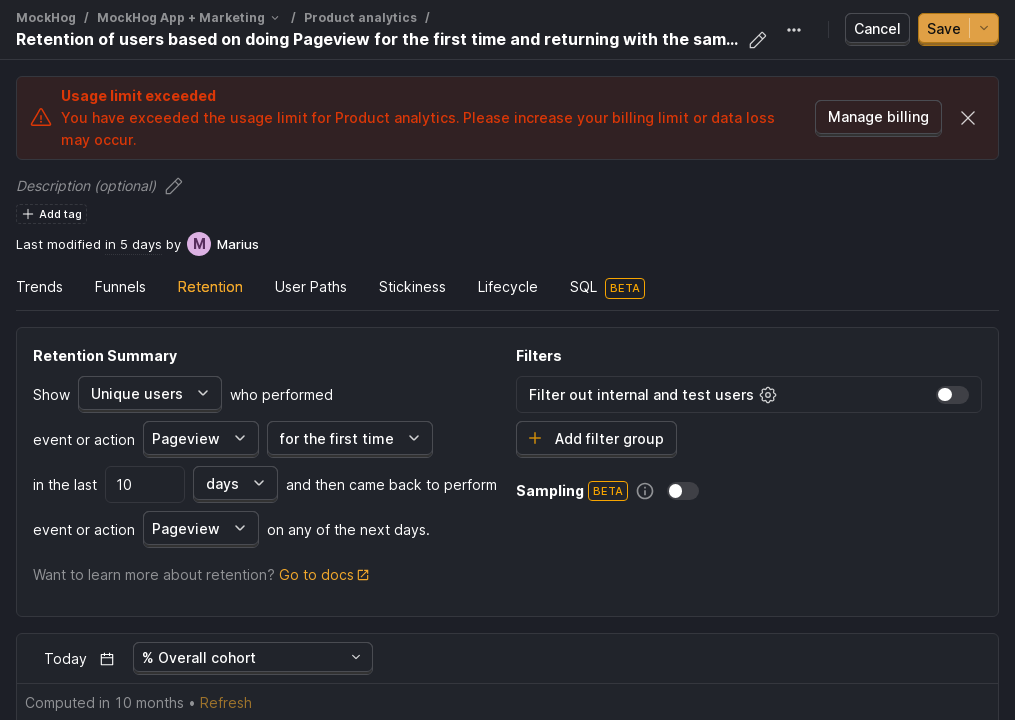 MockHog / MockHog App + Marketing / Product analytics /
Retention of users based on doing Pageview for the first time and returning with the sam...
Cancel
Save
Usage limit exceeded
You have exceeded the usage limit for Product analytics. Please increase your billing limit or data loss
may occur.
Manage billing
Description (optional)
Add tag
Last modified in 5 days by M Marius
Trends Funnels Retention User Paths Stickiness Lifecycle SQL BETA
Retention Summary
Show Unique users who performed
event or action Pageview for the first time
in the last 10 days and then came back to perform
event or action Pageview on any of the next days.
Want to learn more about retention? Go to docs
Filters
Filter out internal and test users
Add filter group
Sampling BETA
Today % Overall cohort
Computed in 10 months • Refresh